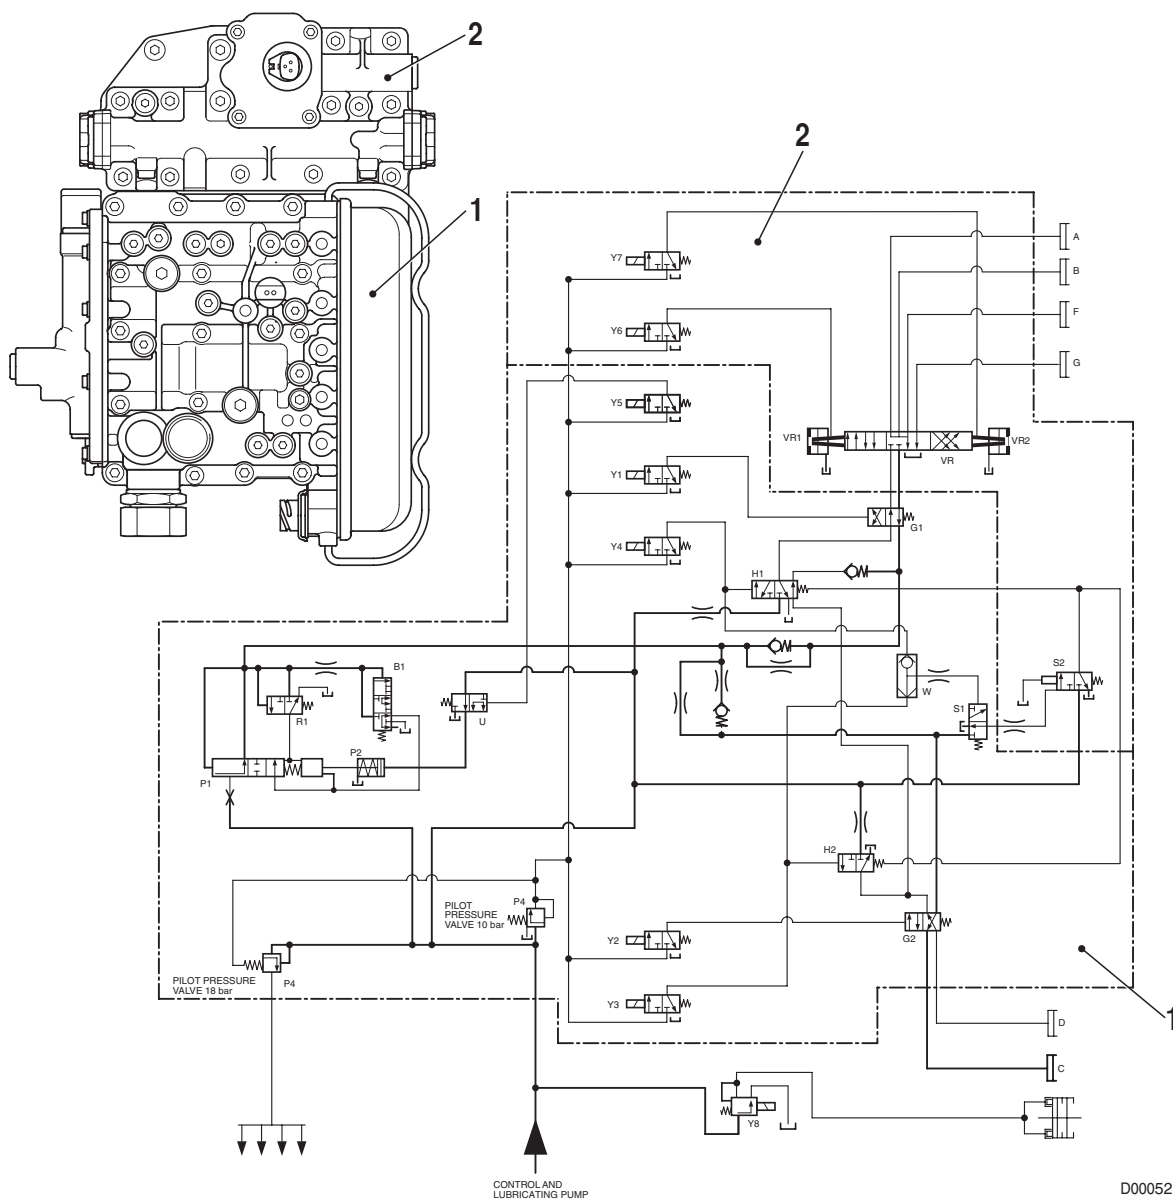 2
1
2
Y7
A
B
Y6
F
G
Y5
VR1
VR2
VR
Y1
G1
Y4
H1
B1
W
S2
S1
R1
U
P2
P1
H2
P4
PILOT
PRESSURE
VALVE 10 bar
G2
Y2
P4
PILOT PRESSURE
VALVE 18 bar
Y3
1
D
C
Y8
CONTROL AND
LUBRICATING PUMP
D00052